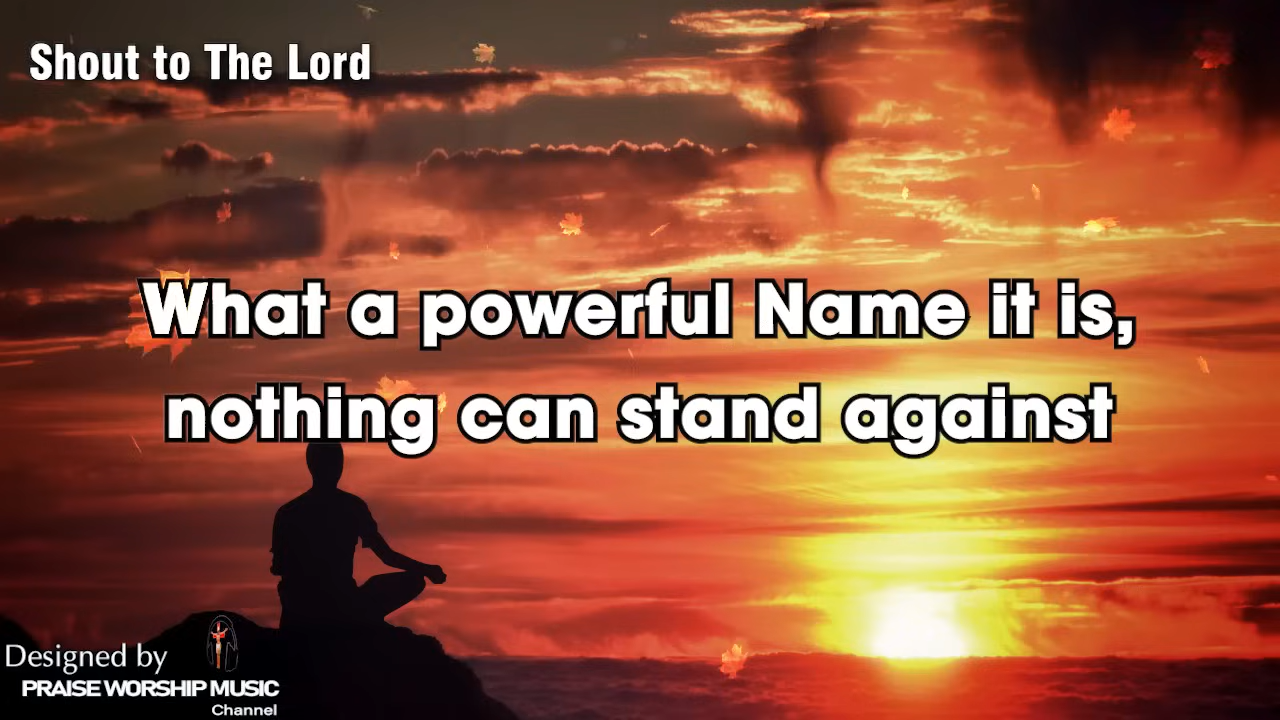 Shout to The Lord
What a powerful Name it is,
nothing can stand against
Designed by
PRAISE WORSHIP MUSIC
Channel